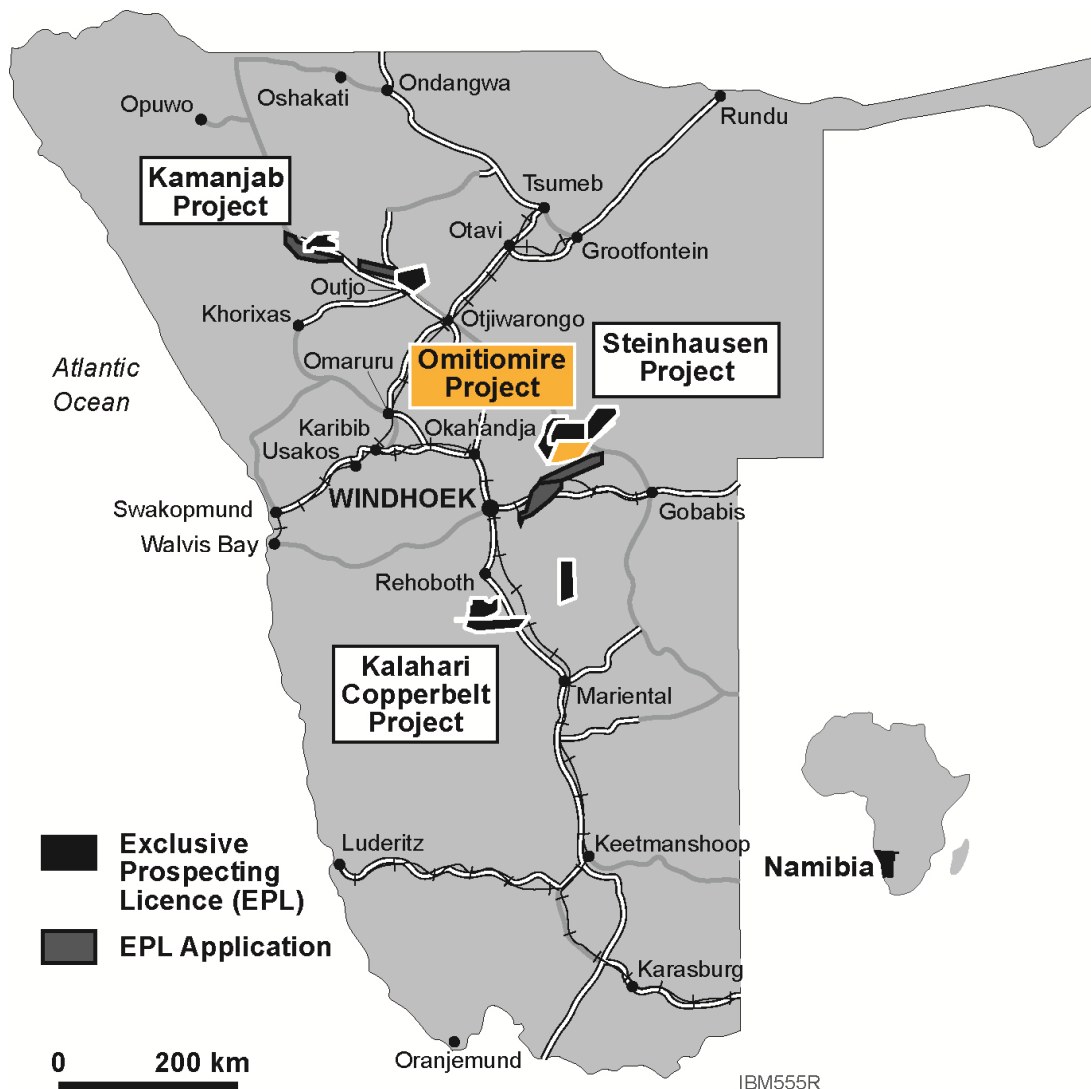 Ondangwa
Oshakati
Opuwo
Rundu
Kamanjab
Project
Tsumeb
Otavi
Grootfontein
Outjo
Khorixas
Otjiwarongo
Steinhausen
Project
Atlantic
Ocean
Omaruru
Omitiomire
Project
Karibib
Okahandja
Usakos
WINDHOEK
Swakopmund
Gobabis
Walvis Bay
Rehoboth
Kalahari
Copperbelt
Project
Mariental
Luderitz
Keetmanshoop
Exclusive
Prospecting
Licence (EPL)
Namibia
EPL Application
Karasburg
Oranjemund
0 200 km
IBM555R